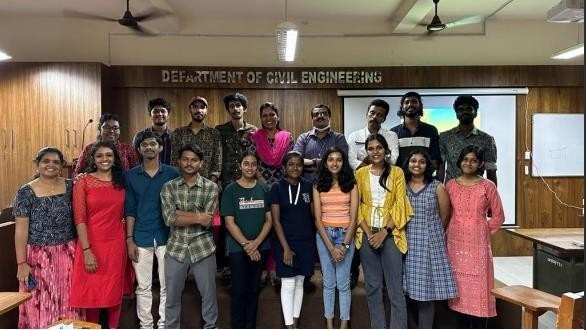 DEPARTMENT OF CIVIL ENGINEERING